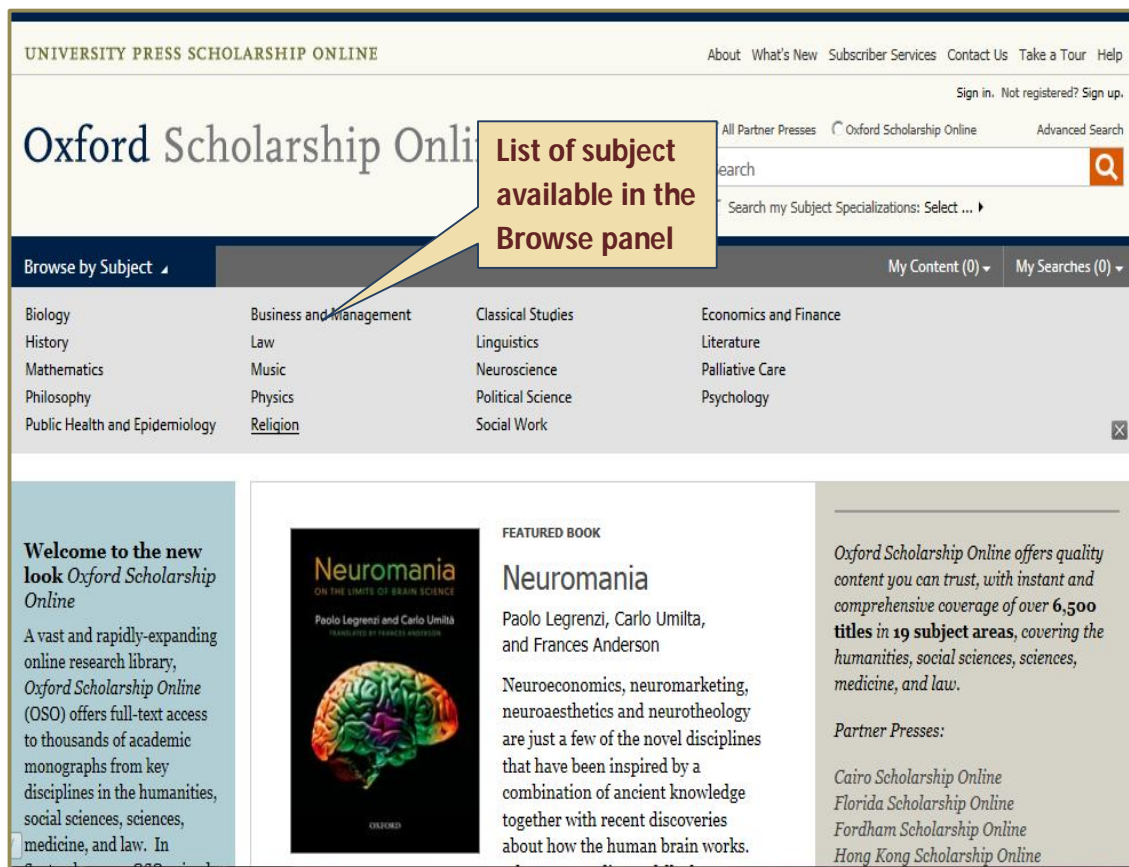 UNIVERSITY PRESS SCHOLARSHIP ONLINE
About What's New Subscriber Services Contact Us Take a Tour Help
Sign in. Not registered? Sign up.
Oxford Scholarship Onli
All Partner Presses Oxford Scholarship Online Advanced Search
Search my Subject Specializations: Select ...
List of subject
available in the
Browse panel
Browse by Subject
My Content (0) My Searches (0)
Biology Business and Management Classical Studies Economics and Finance
History Law Linguistics Literature
Mathematics Music Neuroscience Palliative Care
Philosophy Physics Political Science Psychology
Public Health and Epidemiology Religion Social Work
Welcome to the new
look Oxford Scholarship
Online
A vast and rapidly-expanding
online research library,
Oxford Scholarship Online
(OSO) offers full-text access
to thousands of academic
monographs from key
disciplines in the humanities,
social sciences, sciences,
medicine, and law. In
Neuromania
ON THE LIMITS OF BRAIN SCIENCE
Paolo Legrenzi and Carlo Umiltà
TRANSLATED BY FRANCES ANDERSON
OXFORD
FEATURED BOOK
Neuromania
Paolo Legrenzi, Carlo Umilta,
and Frances Anderson
Neuroeconomics, neuromarketing,
neuroaesthetics and neurotheology
are just a few of the novel disciplines
that have been inspired by a
combination of ancient knowledge
together with recent discoveries
about how the human brain works.
Oxford Scholarship Online offers quality
content you can trust, with instant and
comprehensive coverage of over 6,500
titles in 19 subject areas, covering the
humanities, social sciences, sciences,
medicine, and law.
Partner Presses:
Cairo Scholarship Online
Florida Scholarship Online
Fordham Scholarship Online
Hong Kong Scholarship Online